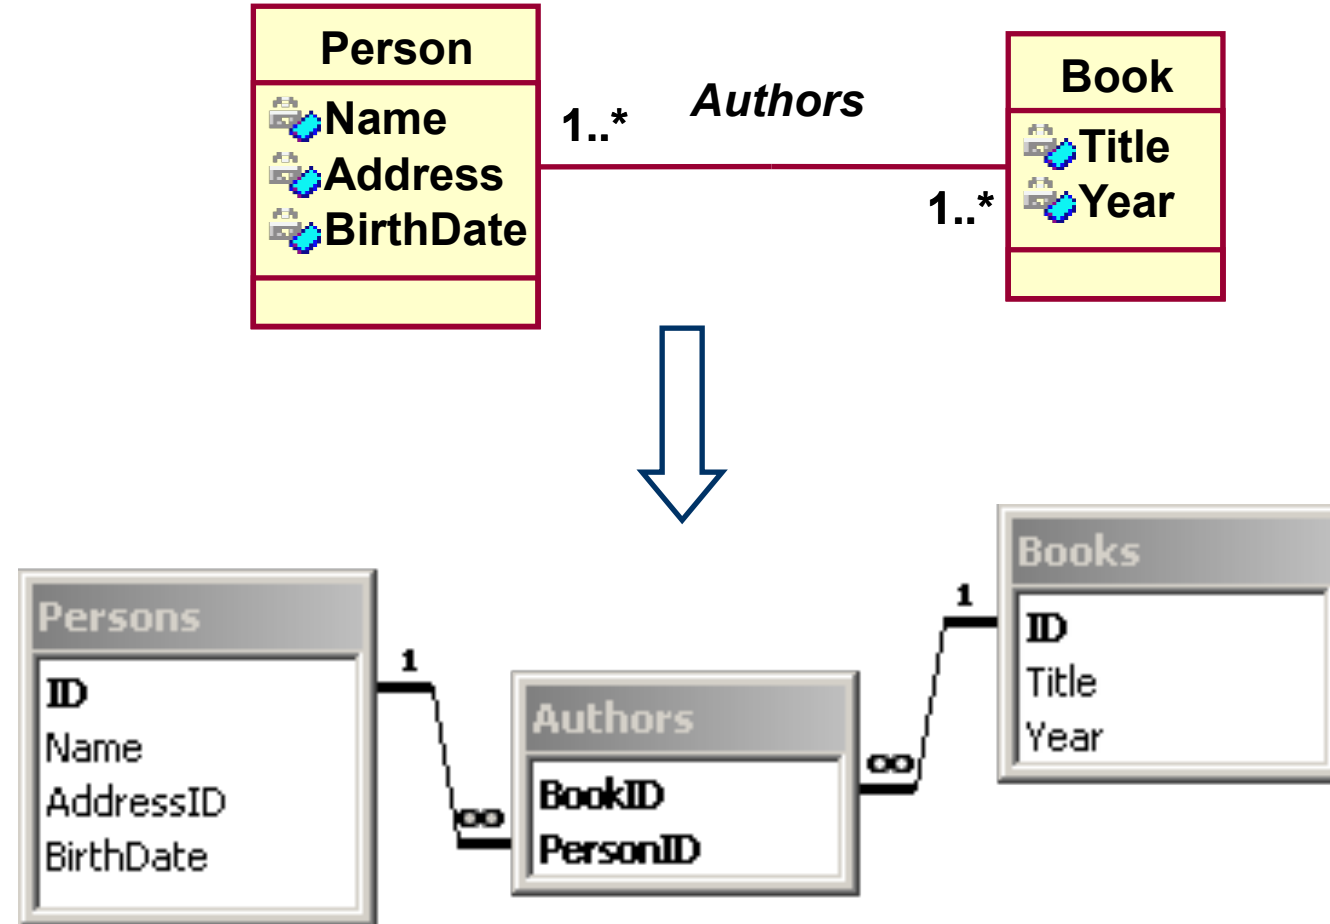 Person
Name
Address
BirthDate
1..*
Authors
1..*
Book
Title
Year
Persons
ID
Name
AddressID
BirthDate
1
∞
Authors
BookID
PersonID
∞
1
Books
ID
Title
Year